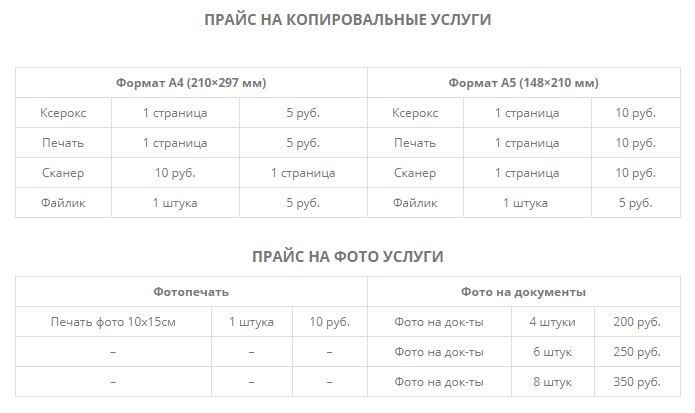 ПРАЙС НА КОПИРОВАЛЬНЫЕ УСЛУГИ
Формат А4 (210×297 мм) Формат А5 (148×210 мм)
Ксерокс 1 страница 5 руб. Ксерокс 1 страница 10 руб.
Печать 1 страница 5 руб. Печать 1 страница 10 руб.
Сканер 10 руб. 1 страница Сканер 1 страница 10 руб.
Файлик 1 штука 5 руб. Файлик 1 штука 5 руб.
ПРАЙС НА ФОТО УСЛУГИ
Фотопечать Фото на документы
Печать фото 10х15см 1 штука 10 руб. Фото на док-ты 4 штуки 200 руб.
– – – Фото на док-ты 6 штук 250 руб.
– – – Фото на док-ты 8 штук 350 руб.